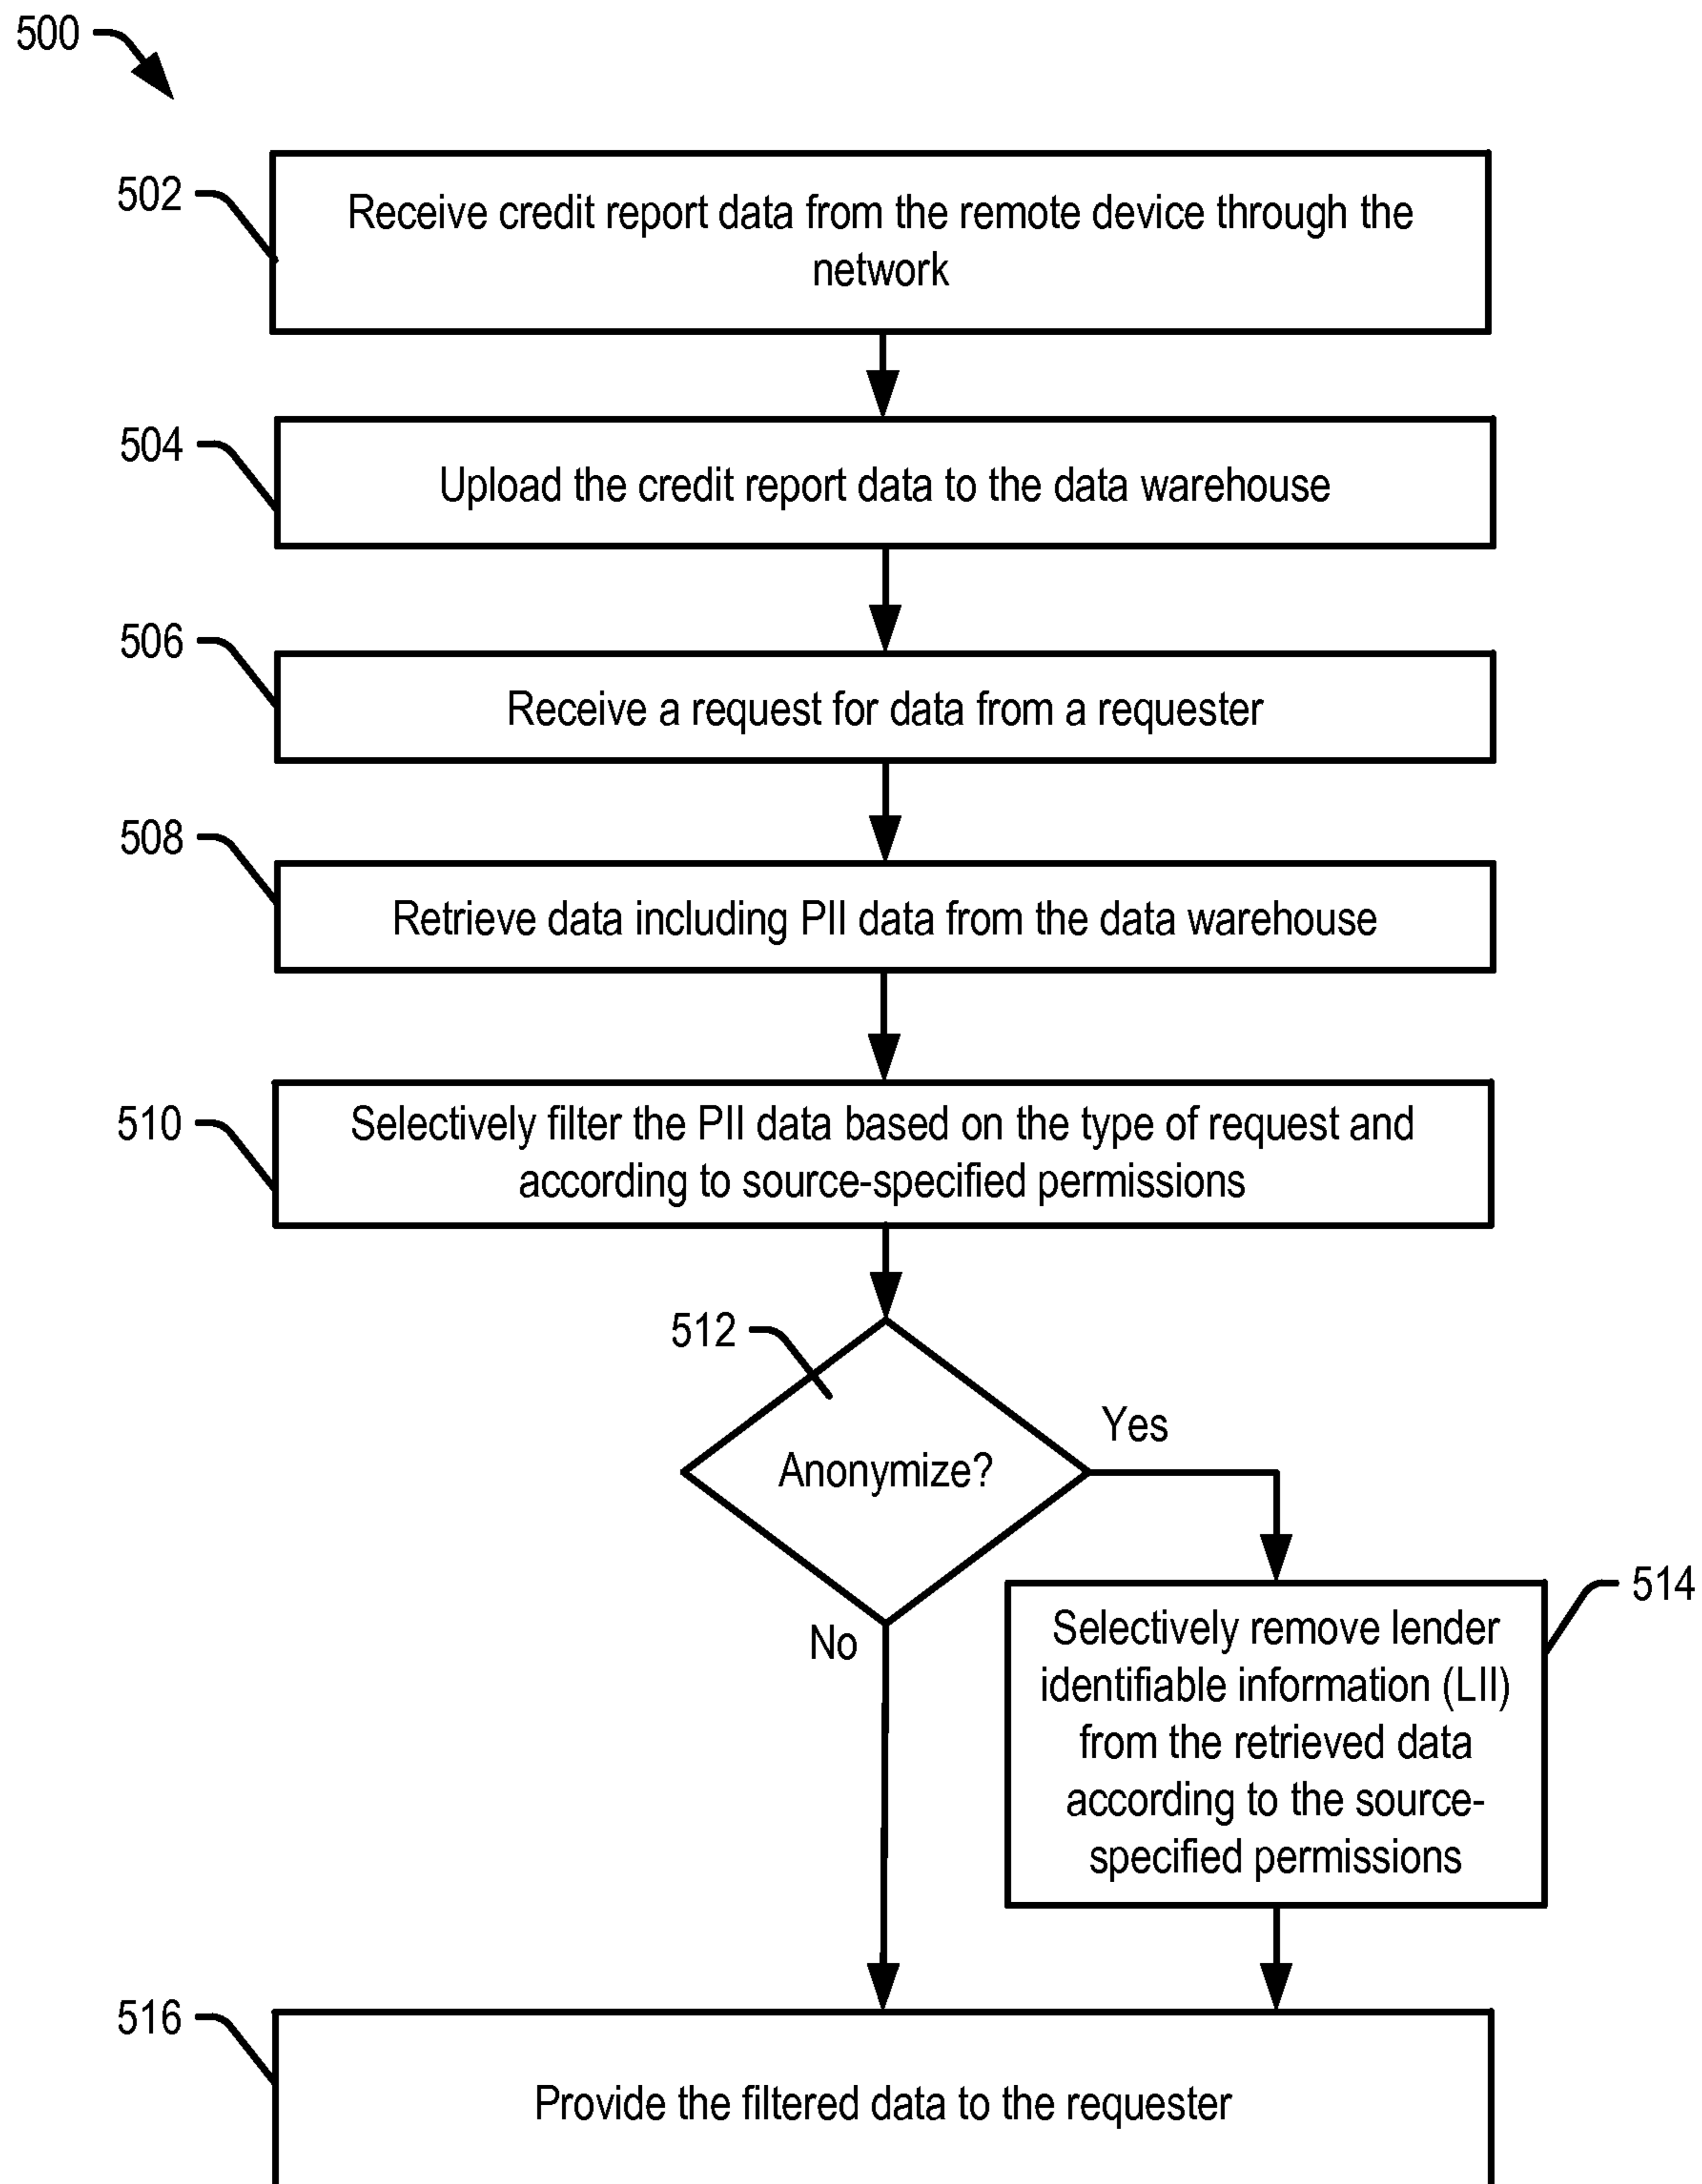 500
502
Receive credit report data from the remote device through the
network
504
Upload the credit report data to the data warehouse
506
Receive a request for data from a requester
508
Retrieve data including PII data from the data warehouse
510
Selectively filter the PII data based on the type of request and
according to source-specified permissions
512
Anonymize?
Yes
No
514
Selectively remove lender
identifiable information (LII)
from the retrieved data
according to the source-
specified permissions
516
Provide the filtered data to the requester